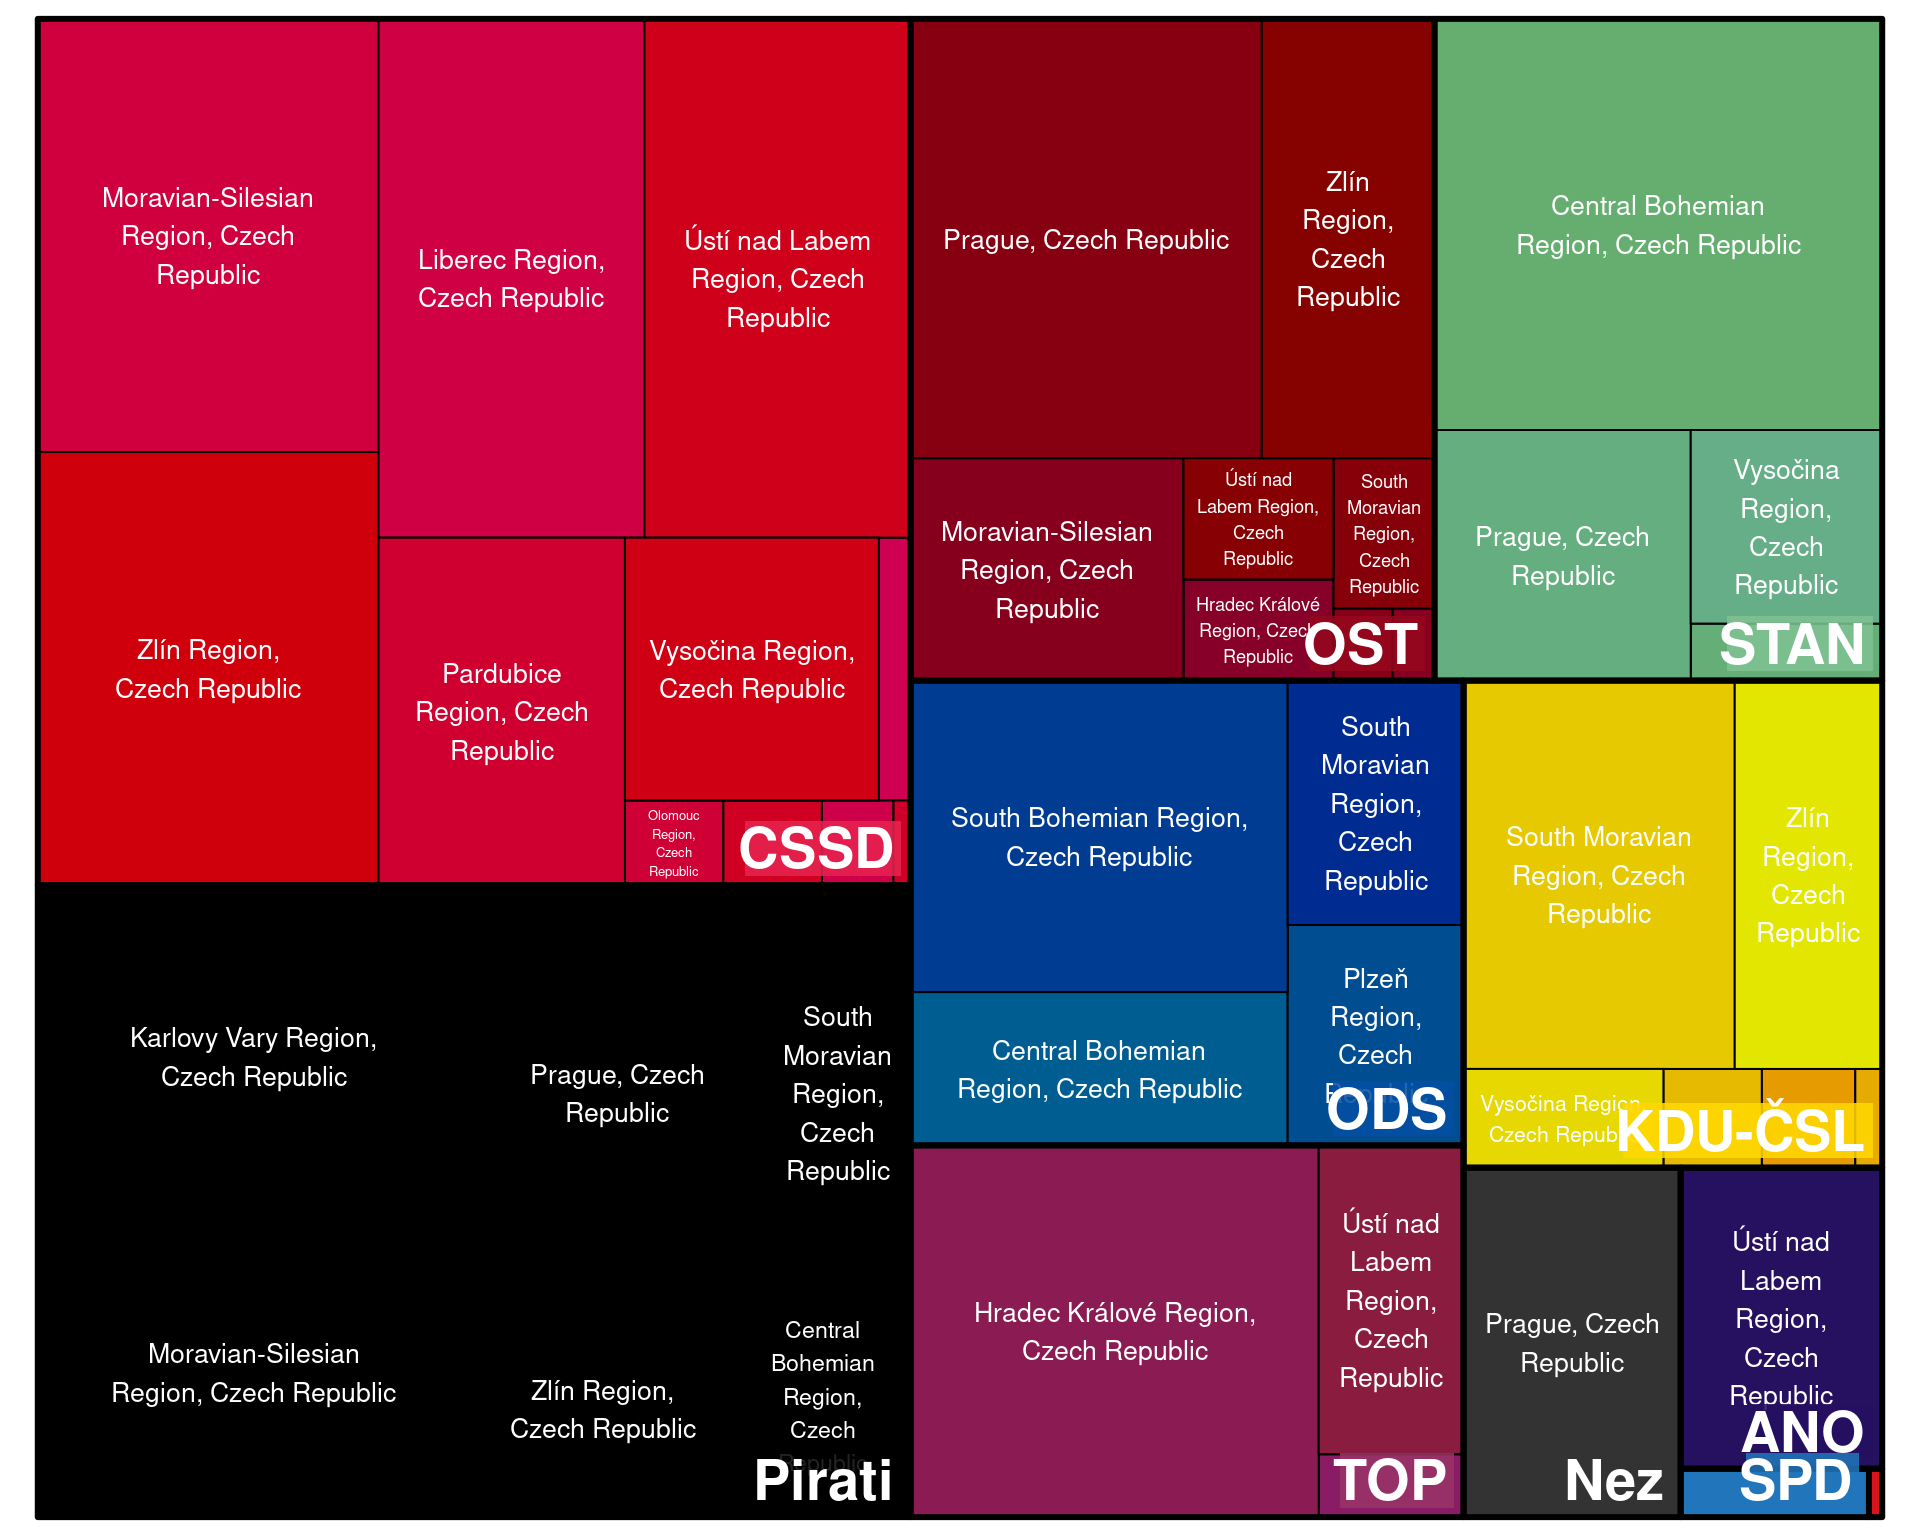 Moravian-Silesian
Region, Czech
Republic
Liberec Region,
Czech Republic
Ústí nad Labem
Region, Czech
Republic
Zlín Region,
Czech Republic
Pardubice
Region, Czech
Republic
Vysočina Region,
Czech Republic
Olomouc
Region,
Czech
Republic
CSSD
Prague, Czech Republic
Zlín
Region,
Czech
Republic
Moravian-Silesian
Region, Czech
Republic
Ústí nad
Labem Region,
Czech
Republic
South
Moravian
Region,
Czech
Republic
Hradec Králové
Region, Czech
Republic
OST
Central Bohemian
Region, Czech Republic
Prague, Czech
Republic
Vysočina
Region,
Czech
Republic
STAN
Karlovy Vary Region,
Czech Republic
Prague, Czech
Republic
South
Moravian
Region,
Czech
Republic
Moravian-Silesian
Region, Czech Republic
Zlín Region,
Czech Republic
Central
Bohemian
Region,
Czech
Republic
Pirati
South Bohemian Region,
Czech Republic
South
Moravian
Region,
Czech
Republic
Central Bohemian
Region, Czech Republic
Plzeň
Region,
Czech
Republic
ODS
South Moravian
Region, Czech
Republic
Zlín
Region,
Czech
Republic
Vysočina Region,
Czech Republic
KDU-ČSL
Hradec Králové Region,
Czech Republic
Ústí nad
Labem
Region,
Czech
Republic
TOP
Prague, Czech
Republic
Nez
Ústí nad
Labem
Region,
Czech
Republic
ANO
SPD